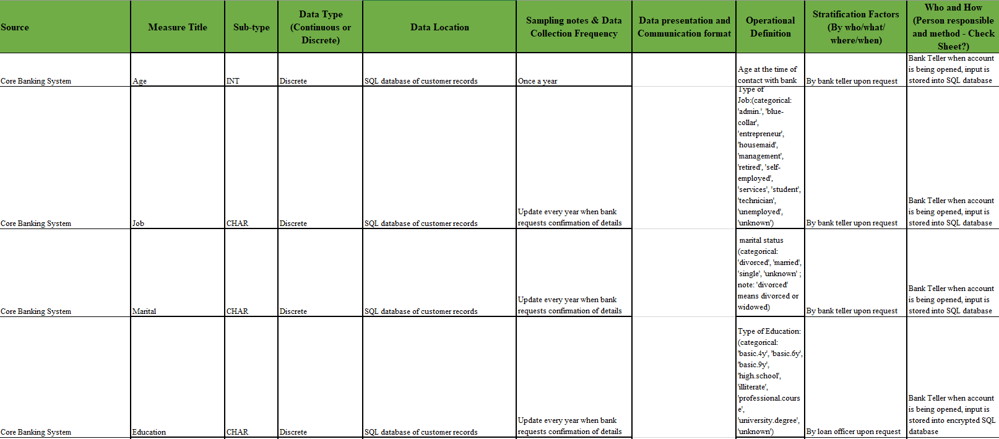 Source
Measure Title
Sub-type
Data Type
(Continuous or
Discrete)
Data Location
Sampling notes & Data
Collection Frequency
Data presentation and
Communication format
Operational
Definition
Stratification Factors
(By who/what/
where/when)
Who and How
(Person responsible
and method - Check
Sheet?)
Core Banking System
Age
INT
Discrete
SQL database of customer records
Once a year
Age at the time of
contact with bank
By bank teller upon request
Bank Teller when account
is being opened, input is
stored into SQL database
Core Banking System
Job
CHAR
Discrete
SQL database of customer records
Update every year when bank
requests confirmation of details
Type of
Job:(categorical:
'admin.', 'blue-
collar',
'entrepreneur',
'housemaid',
'management',
'retired', 'self-
employed',
'services', 'student',
'technician',
'unemployed',
'unknown')
By bank teller upon request
Bank Teller when account
is being opened, input is
stored into SQL database
Core Banking System
Marital
CHAR
Discrete
SQL database of customer records
Update every year when bank
requests confirmation of details
marital status
(categorical:
'divorced', 'married',
'single', 'unknown' ;
note: 'divorced'
means divorced or
widowed)
By bank teller upon request
Bank Teller when account
is being opened, input is
stored into SQL database
Core Banking System
Education
CHAR
Discrete
SQL database of customer records
Update every year when bank
requests confirmation of details
Type of Education:
(categorical:
'basic.4y', 'basic.6y',
'basic.9y',
'high.school',
'illiterate',
'professional.cours
e',
'university.degree',
'unknown')
By loan officer upon request
Bank Teller when account
is being opened, input is
stored into encrypted SQL
database